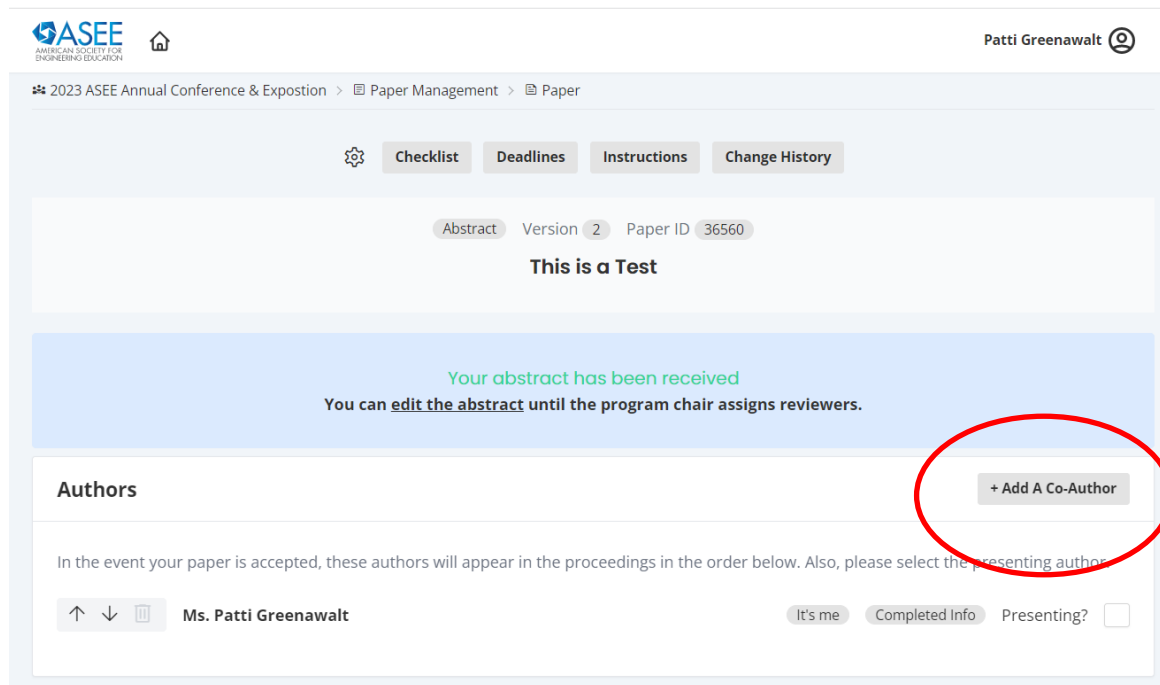 ASEE
AMERICAN SOCIETY FOR
ENGINEERING EDUCATION
Patti Greenawalt
2023 ASEE Annual Conference & Expostion > Paper Management > Paper
Checklist Deadlines Instructions Change History
Abstract Version 2 Paper ID 36560
This is a Test
Your abstract has been received
You can edit the abstract until the program chair assigns reviewers.
Authors + Add A Co-Author
In the event your paper is accepted, these authors will appear in the proceedings in the order below. Also, please select the presenting author.
Ms. Patti Greenawalt It's me Completed Info Presenting?